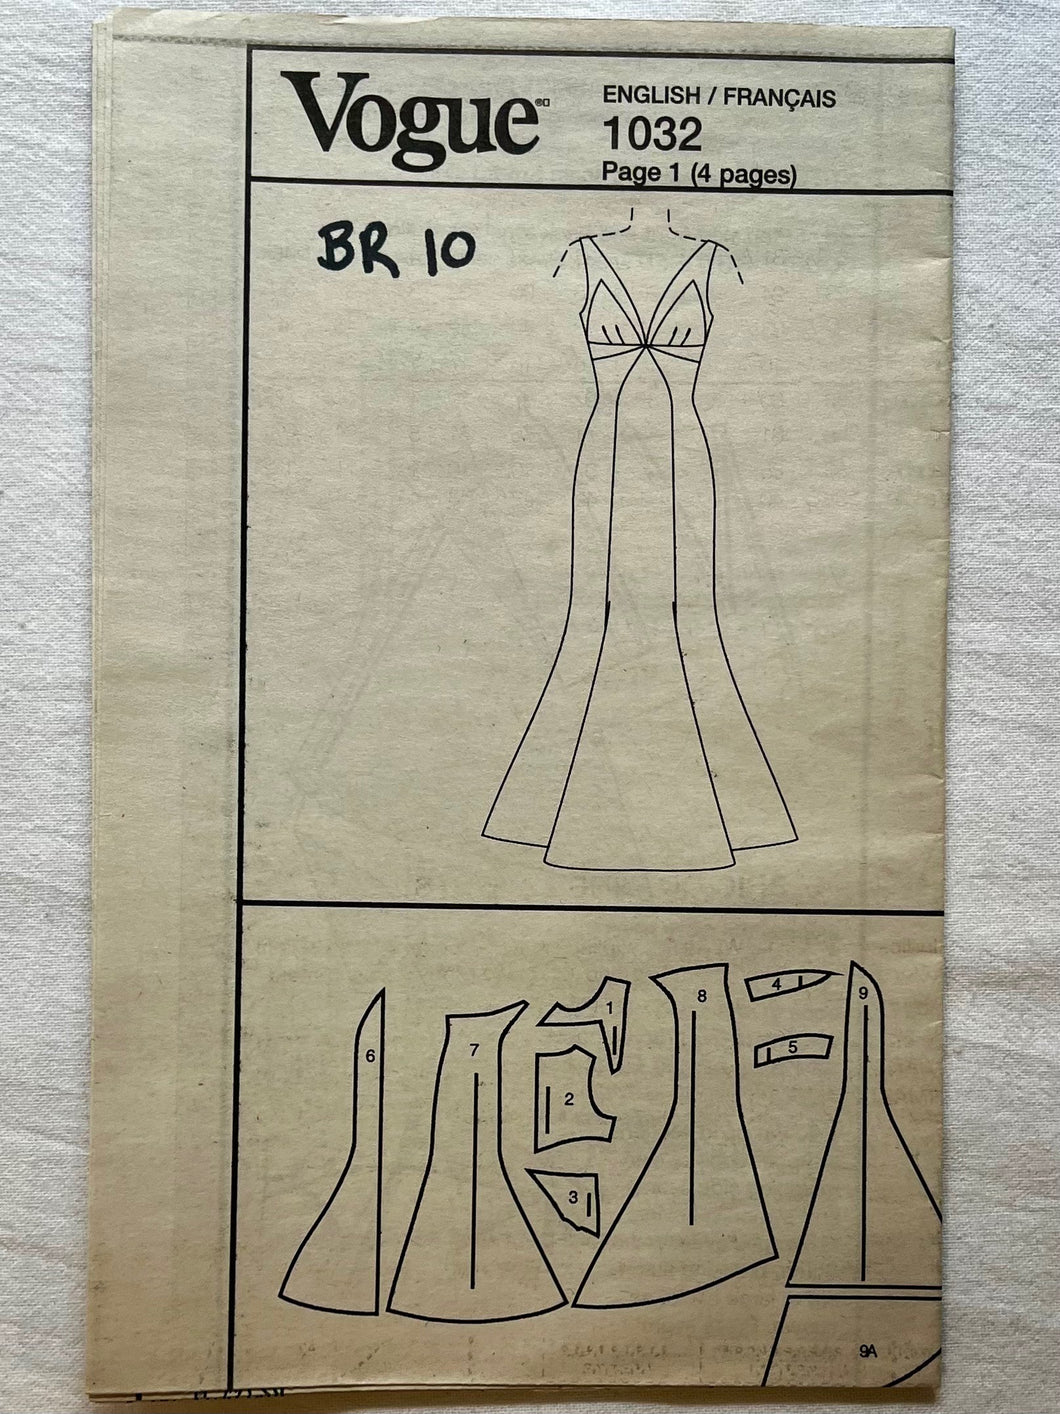 Vogue
ENGLISH / FRANÇAIS
1032
Page 1 (4 pages)
BR 10
1
2
3
4
5
6
7
8
9
9A